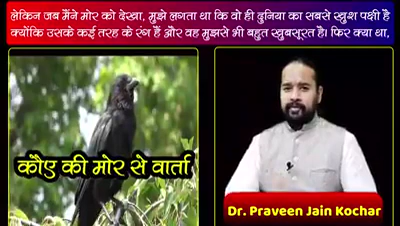 लेकिन जब मैंने मोर को देखा, मुझे लगता था कि वो ही दुनिया का सबसे खुश पक्षी है
क्योंकि उसके कई तरह के रंग हैं और वह मुझसे भी बहुत खुबसूरत है। फिर क्या था,
कौए की मोर से वार्ता
Dr. Praveen Jain Kochar